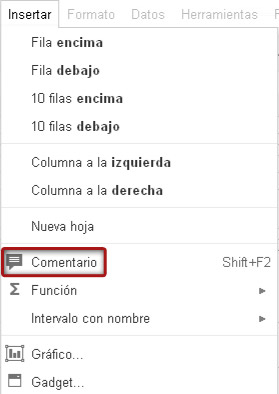 Insertar Formato Datos Herramientas
Fila encima
Fila debajo
10 filas encima
10 filas debajo
Columna a la izquierda
Columna a la derecha
Nueva hoja
Comentario Shift+F2
Función
Intervalo con nombre
Gráfico...
Gadget...